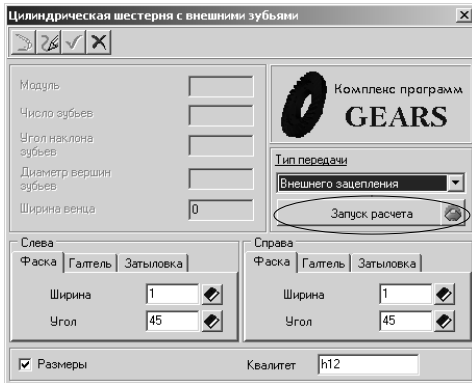 Цилиндрическая шестерня с внешними зубьями
Модуль
Число зубьев
Угол наклона
зубьев
Диаметр вершин
зубьев
Ширина венца
0
Комплекс программ
GEARS
Тип передачи
Внешнего зацепления
Запуск расчета
Слева
Фаска Галтель Затыловка
Ширина 1
Угол 45
Справа
Фаска Галтель Затыловка
Ширина 1
Угол 45
Размеры
Квалитет h12